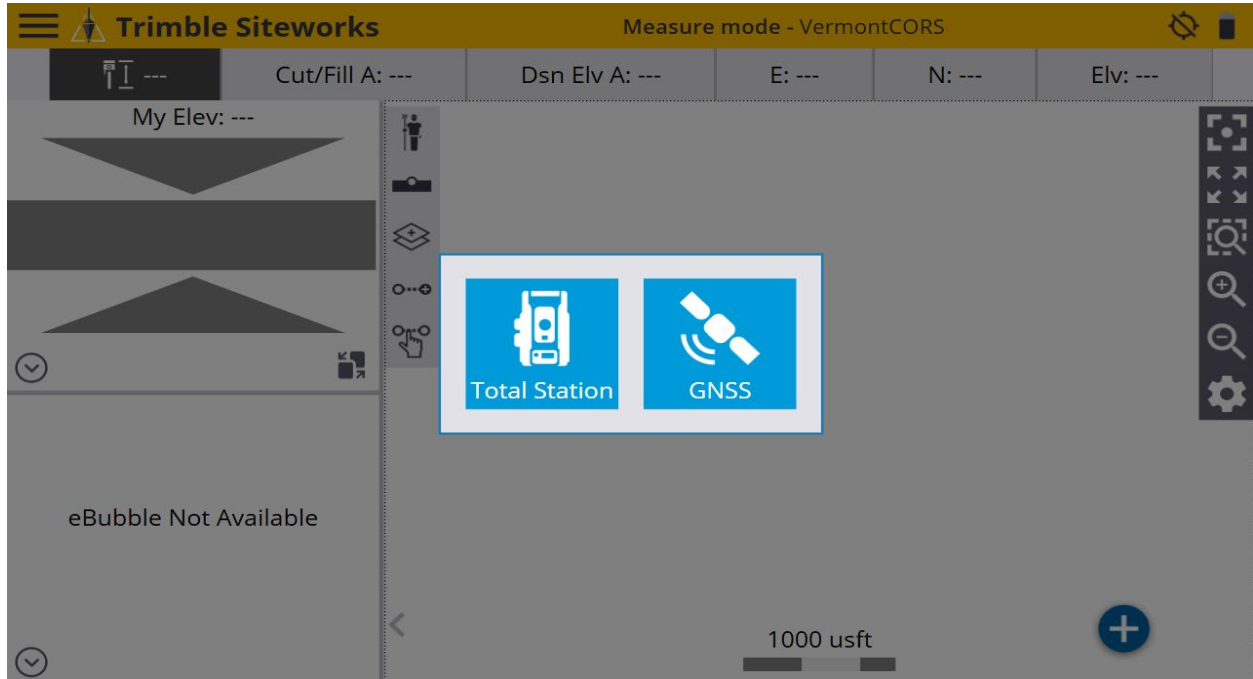 Trimble Siteworks
Measure mode - VermontCORS
---
Cut/Fill A: ---
Dsn Elv A: ---
E: ---
N: ---
Elv: ---
My Elev: ---
Total Station
GNSS
eBubble Not Available
1000 usft